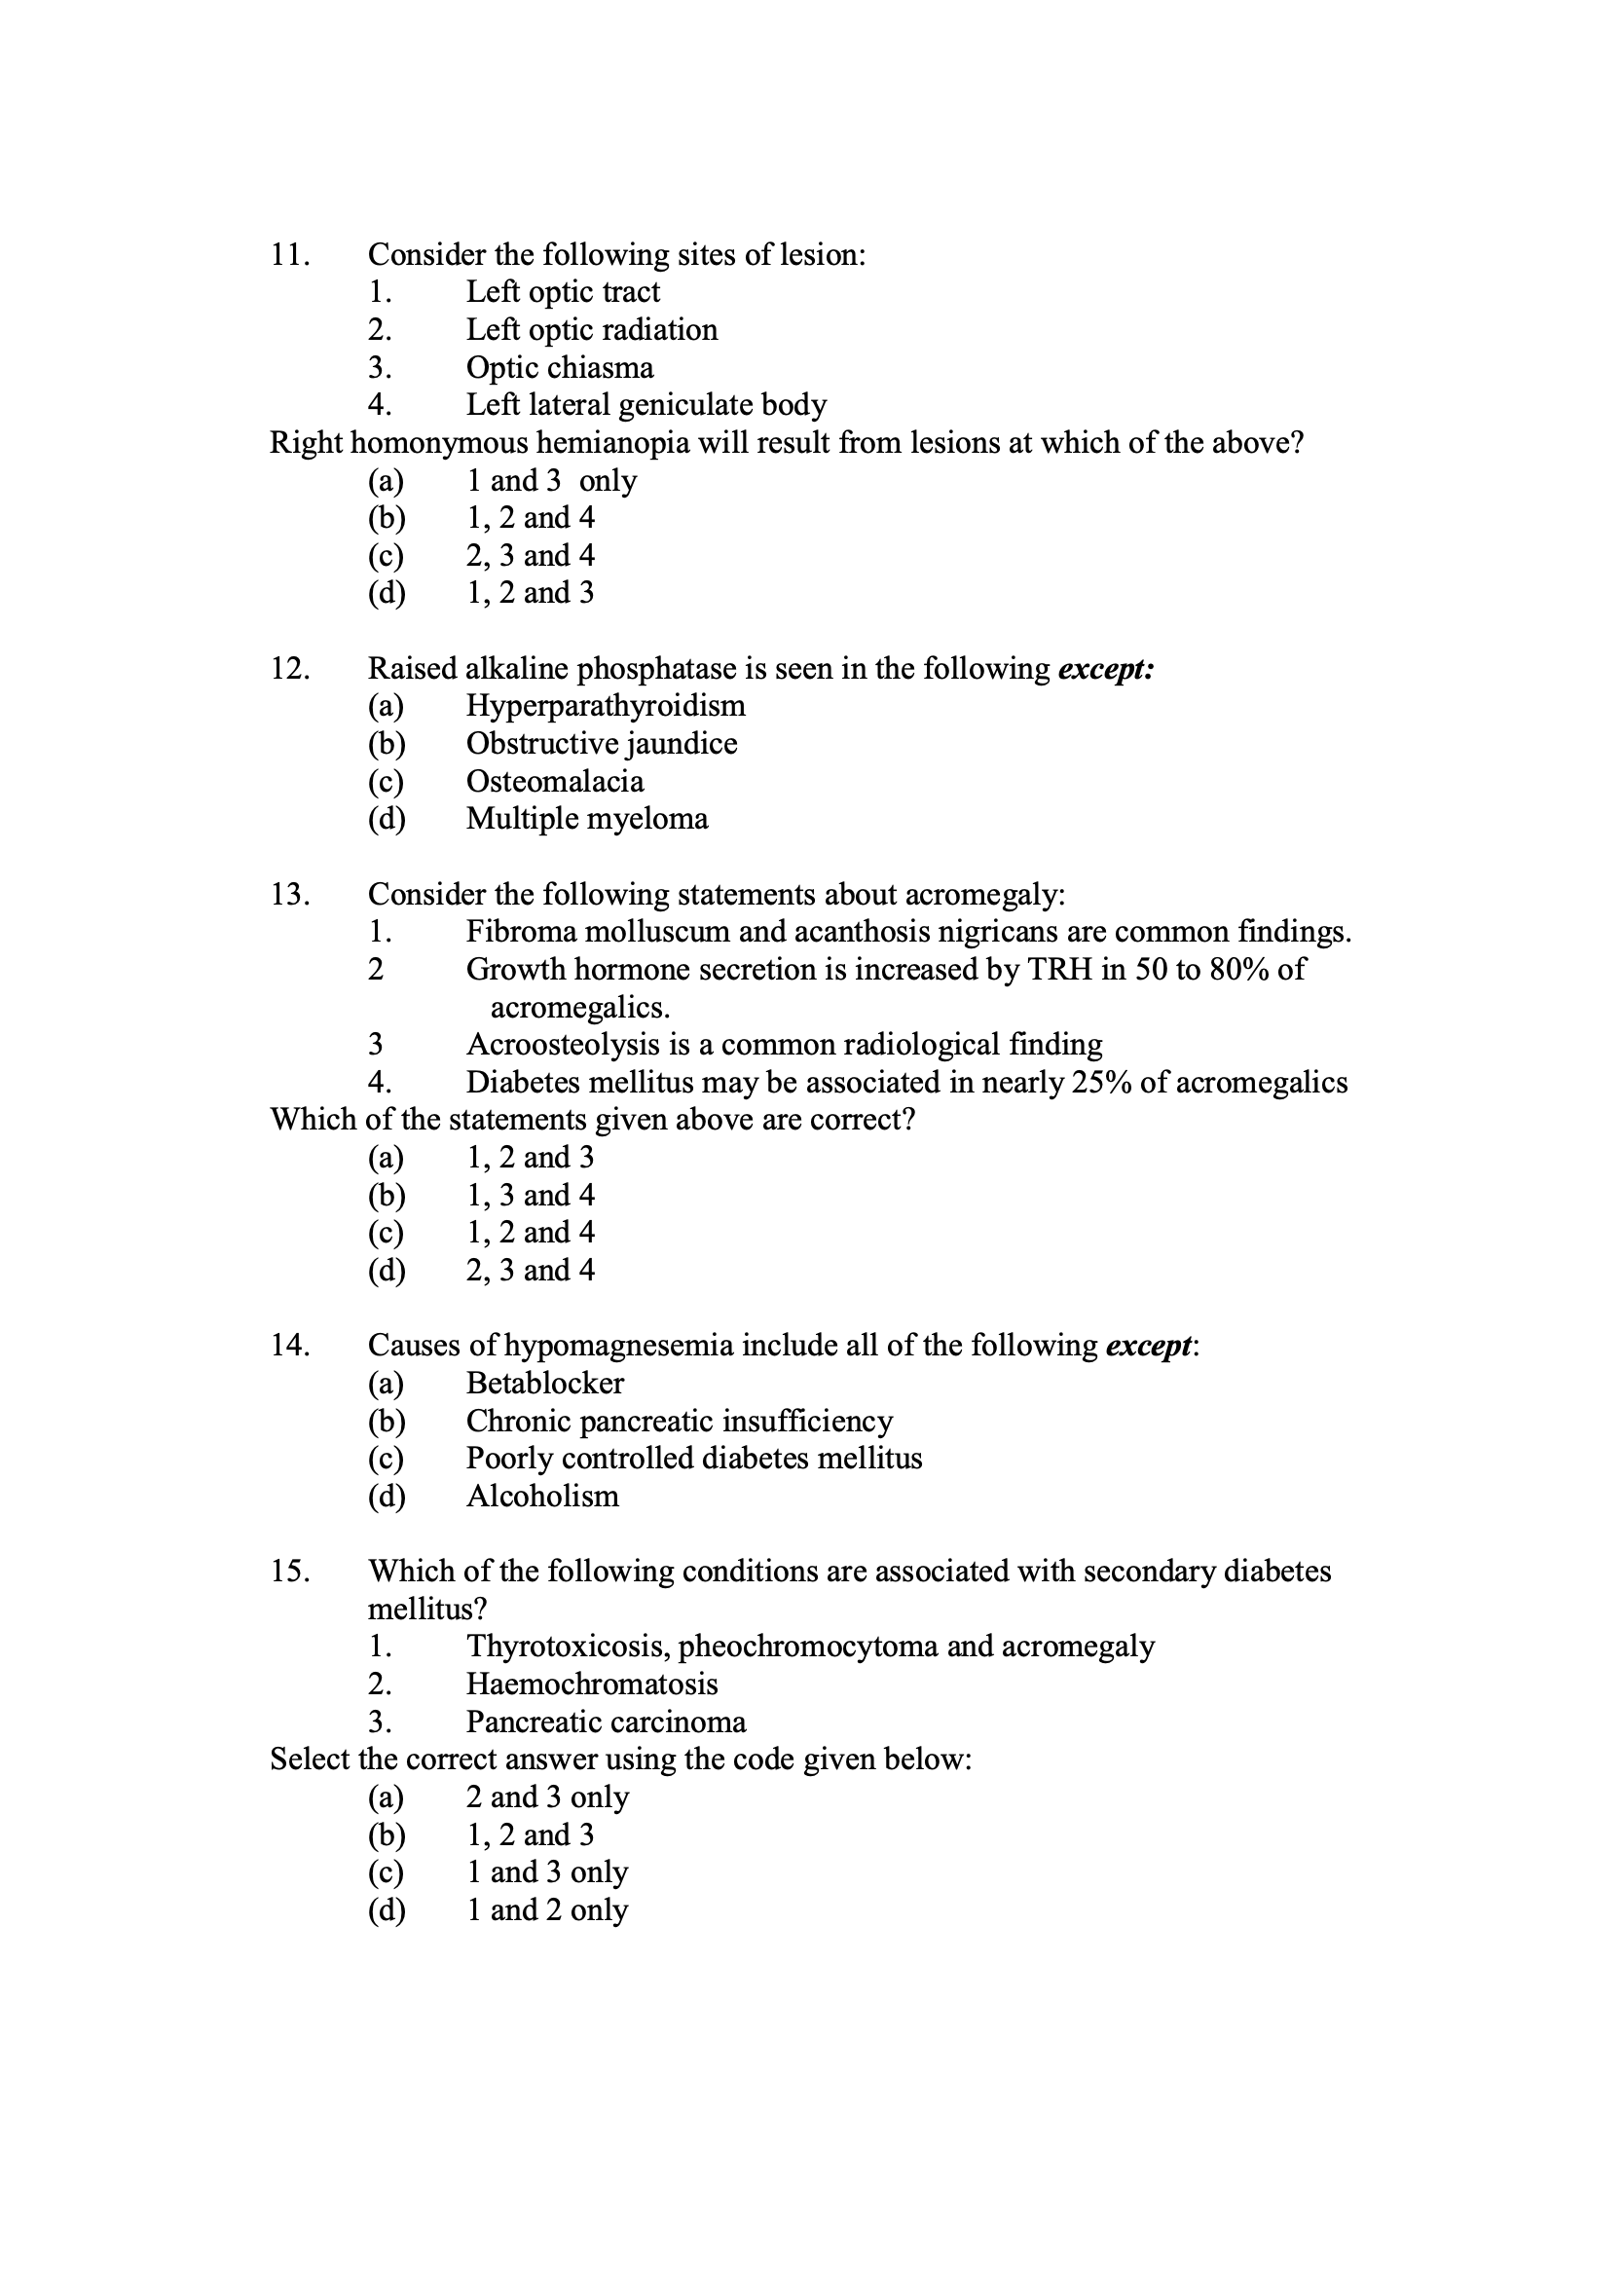 11. Consider the following sites of lesion:
1. Left optic tract
2. Left optic radiation
3. Optic chiasma
4. Left lateral geniculate body
Right homonymous hemianopia will result from lesions at which of the above?
(a) 1 and 3 only
(b) 1, 2 and 4
(c) 2, 3 and 4
(d) 1, 2 and 3
12. Raised alkaline phosphatase is seen in the following except:
(a) Hyperparathyroidism
(b) Obstructive jaundice
(c) Osteomalacia
(d) Multiple myeloma
13. Consider the following statements about acromegaly:
1. Fibroma molluscum and acanthosis nigricans are common findings.
2 Growth hormone secretion is increased by TRH in 50 to 80% of
acromegalics.
3 Acroosteolysis is a common radiological finding
4. Diabetes mellitus may be associated in nearly 25% of acromegalics
Which of the statements given above are correct?
(a) 1, 2 and 3
(b) 1, 3 and 4
(c) 1, 2 and 4
(d) 2, 3 and 4
14. Causes of hypomagnesemia include all of the following except:
(a) Betablocker
(b) Chronic pancreatic insufficiency
(c) Poorly controlled diabetes mellitus
(d) Alcoholism
15. Which of the following conditions are associated with secondary diabetes
mellitus?
1. Thyrotoxicosis, pheochromocytoma and acromegaly
2. Haemochromatosis
3. Pancreatic carcinoma
Select the correct answer using the code given below:
(a) 2 and 3 only
(b) 1, 2 and 3
(c) 1 and 3 only
(d) 1 and 2 only